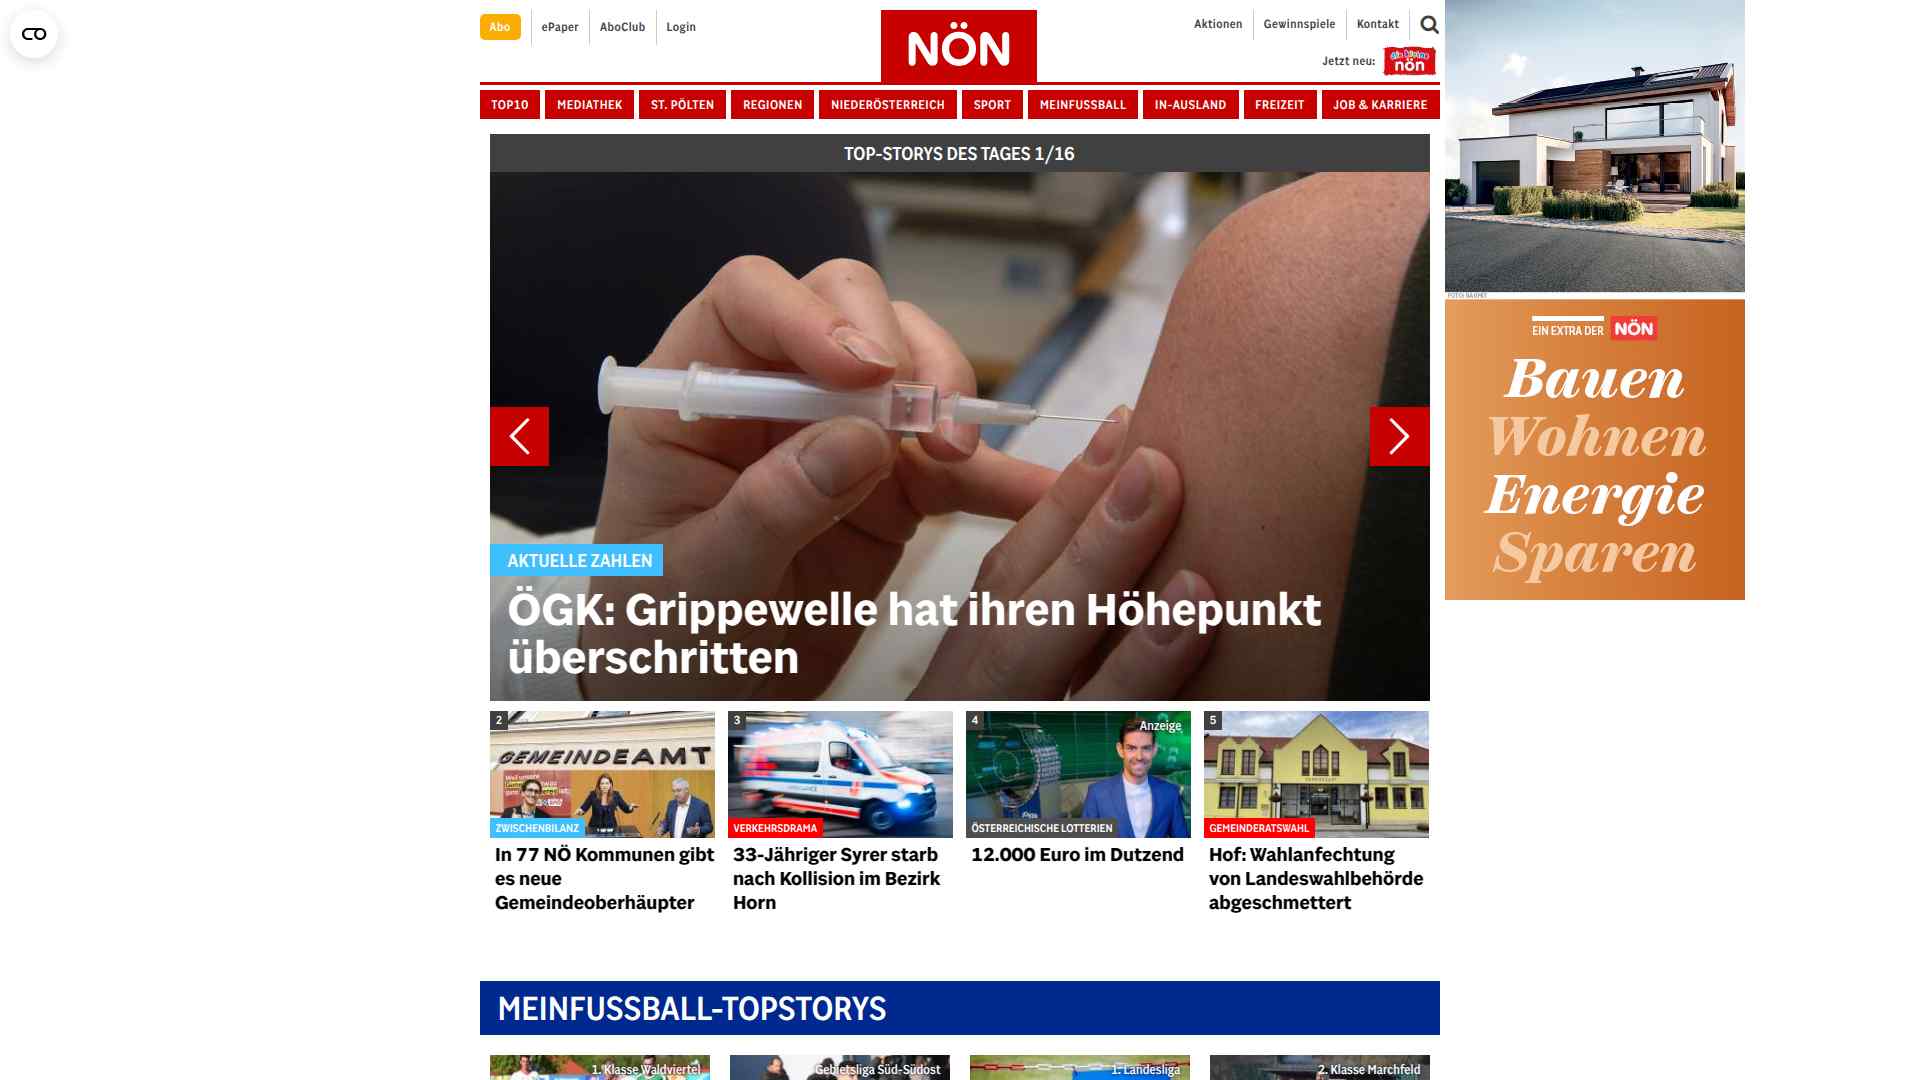 Abo
ePaper
AboClub
Login
NÖN
Aktionen
Gewinnspiele
Kontakt
Jetzt neu:
die kleine
nön
TOP10
MEDIATHEK
ST. PÖLTEN
REGIONEN
NIEDERÖSTERREICH
SPORT
MEINFUSSBALL
IN-AUSLAND
FREIZEIT
JOB & KARRIERE
TOP-STORYS DES TAGES 1/16
AKTUELLE ZAHLEN
ÖGK: Grippewelle hat ihren Höhepunkt
überschritten
2
GEMEINDEAMT
ZWISCHENBILANZ
In 77 NÖ Kommunen gibt
es neue
Gemeindeoberhäupter
3
VERKEHRSDRAMA
33-Jähriger Syrer starb
nach Kollision im Bezirk
Horn
4
Anzeige
ÖSTERREICHISCHE LOTTERIEN
12.000 Euro im Dutzend
5
GEMEINDERATSWAHL
Hof: Wahlanfechtung
von Landeswahlbehörde
abgeschmettert
MEINFUSSBALL-TOPSTORYS
1. Klasse Waldviertel
Gebietsliga Süd-Südost
1. Landesliga
2. Klasse Marchfeld
EIN EXTRA DER NÖN
Bauen
Wohnen
Energie
Sparen